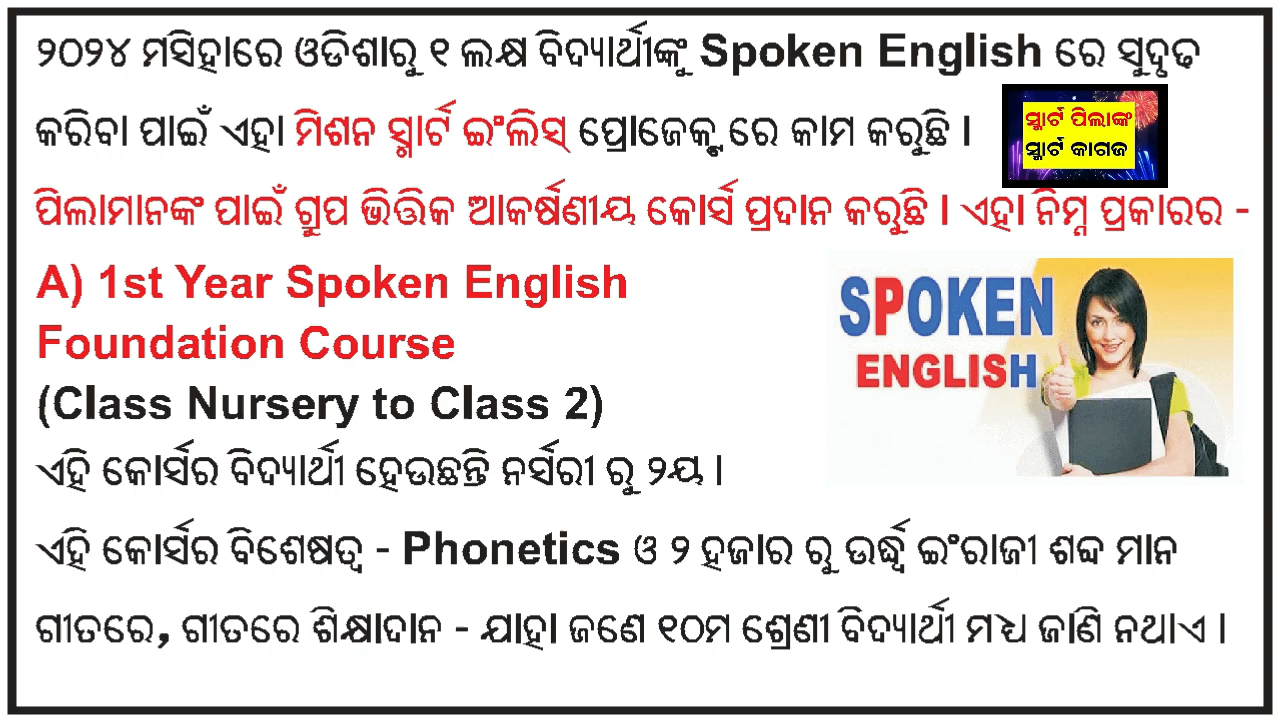 ୨୦୨୪ ମସିହାରେ ଓଡିଶାରୁ ୧ ଲକ୍ଷ ବିଦ୍ୟାର୍ଥୀଙ୍କୁ Spoken English ରେ ସୁଦୃଢ
କରିବା ପାଇଁ ଏହା ମିଶନ ସ୍ମାର୍ଟ ଇଂଲିସ୍ ପ୍ରୋଜେକ୍ଟ ରେ କାମ କରୁଛି ।
ସ୍ମାର୍ଟ ପିଲାଙ୍କ
ସ୍ମାର୍ଟ କାଗଜ
ପିଲାମାନଙ୍କ ପାଇଁ ଗ୍ରୁପ ଭିତ୍ତିକ ଆକର୍ଷଣୀୟ କୋର୍ସ ପ୍ରଦାନ କରୁଛି । ଏହା ନିମ୍ନ ପ୍ରକାରର -
A) 1st Year Spoken English
Foundation Course
(Class Nursery to Class 2)
SPOKEN
ENGLISH
ଏହି କୋର୍ସର ବିଦ୍ୟାର୍ଥୀ ହେଉଛନ୍ତି ନର୍ସରୀ ରୁ ୨ୟ ।
ଏହି କୋର୍ସର ବିଶେଷତ୍ୱ - Phonetics ଓ ୨ ହଜାର ରୁ ଉର୍ଦ୍ଧ୍ୱ ଇଂରାଜୀ ଶବ୍ଦ ମାନ
ଗୀତରେ, ଗୀତରେ ଶିକ୍ଷାଦାନ - ଯାହା ଜଣେ ୧୦ମ ଶ୍ରେଣୀ ବିଦ୍ୟାର୍ଥୀ ମଧ୍ୟ ଜାଣି ନଥାଏ ।